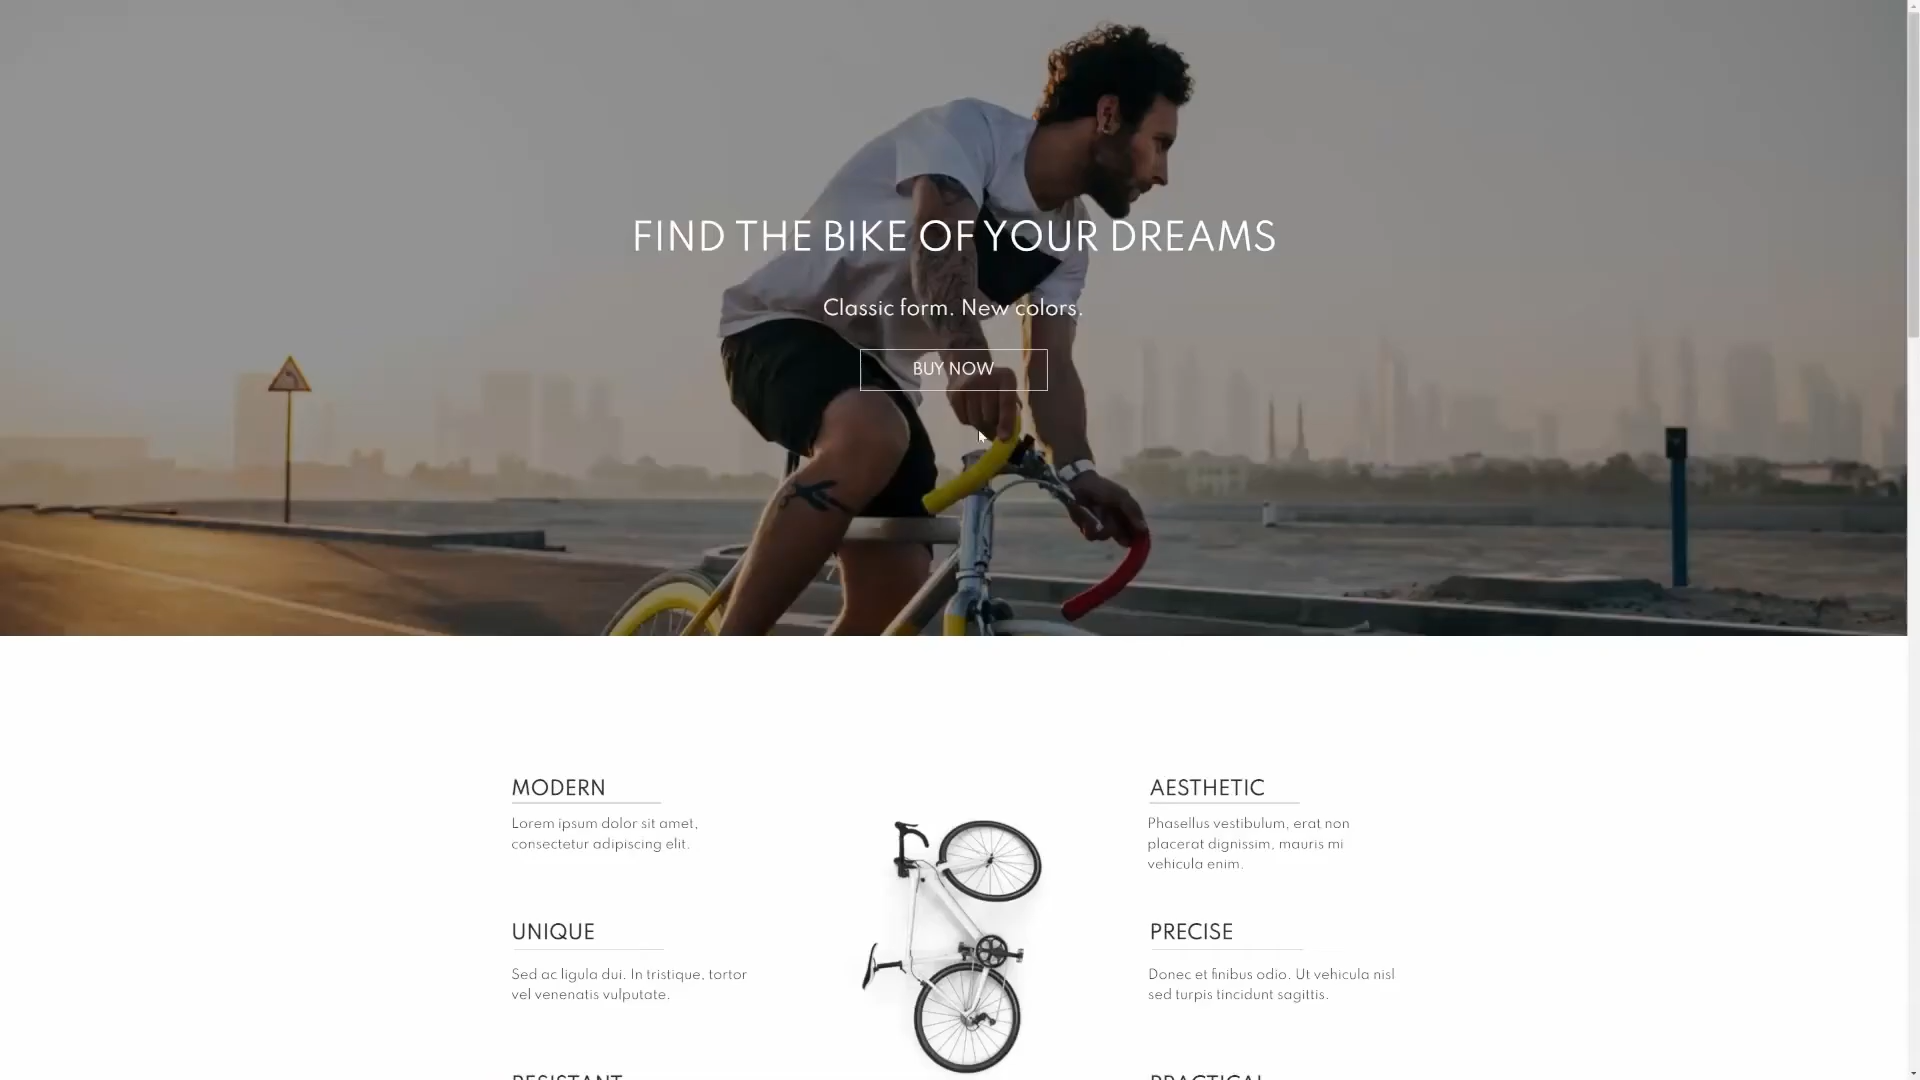 FIND THE BIKE OF YOUR DREAMS
Classic form. New colors.
BUY NOW
MODERN
Lorem ipsum dolor sit amet,
consectetur adipiscing elit.
AESTHETIC
Phasellus vestibulum, erat non
placerat dignissim, mauris mi
vehicula enim.
UNIQUE
Sed ac ligula dui. In tristique, tortor
vel venenatis vulputate.
PRECISE
Donec et finibus odio. Ut vehicula nisl
sed turpis tincidunt sagittis.
RESISTANT
PRACTICAL